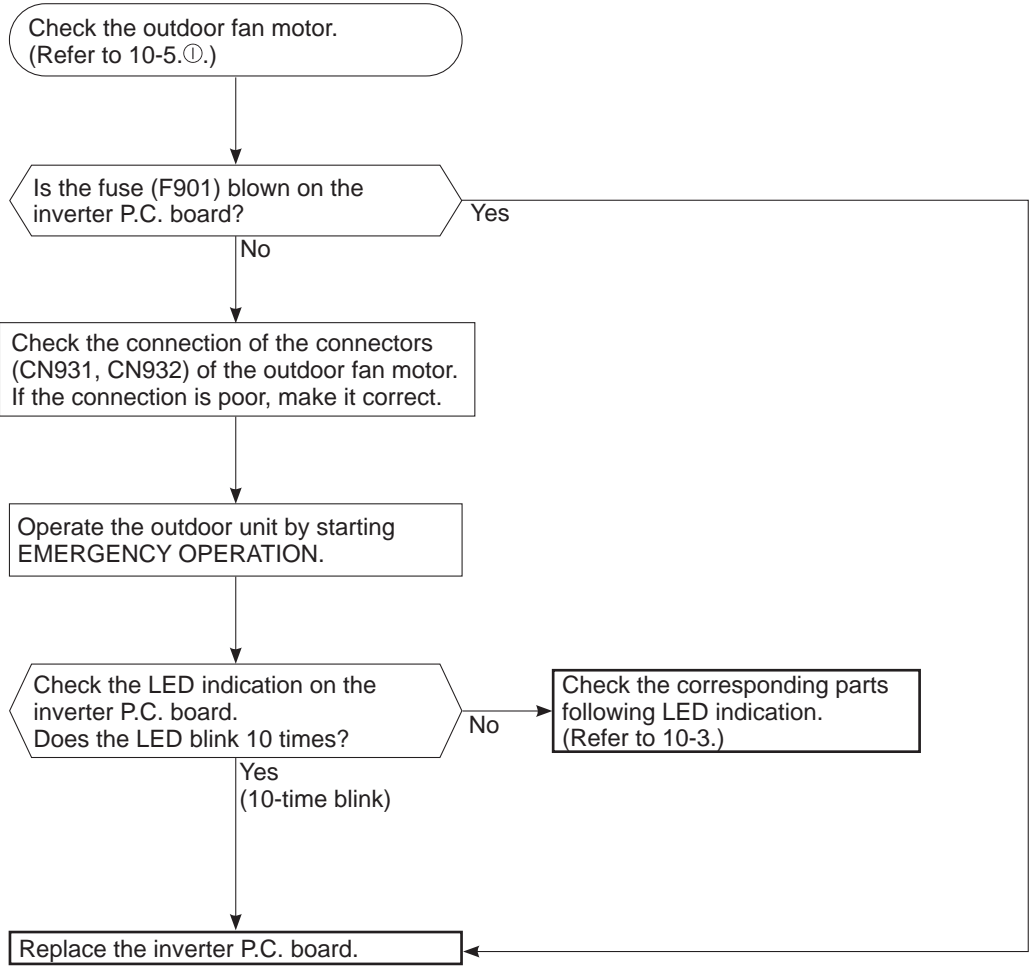 Check the outdoor fan motor.
(Refer to 10-5.Ⓘ.)
Is the fuse (F901) blown on the
inverter P.C. board?
Yes
No
Check the connection of the connectors
(CN931, CN932) of the outdoor fan motor.
If the connection is poor, make it correct.
Operate the outdoor unit by starting
EMERGENCY OPERATION.
Check the LED indication on the
inverter P.C. board.
Does the LED blink 10 times?
No
Check the corresponding parts
following LED indication.
(Refer to 10-3.)
Yes
(10-time blink)
Replace the inverter P.C. board.